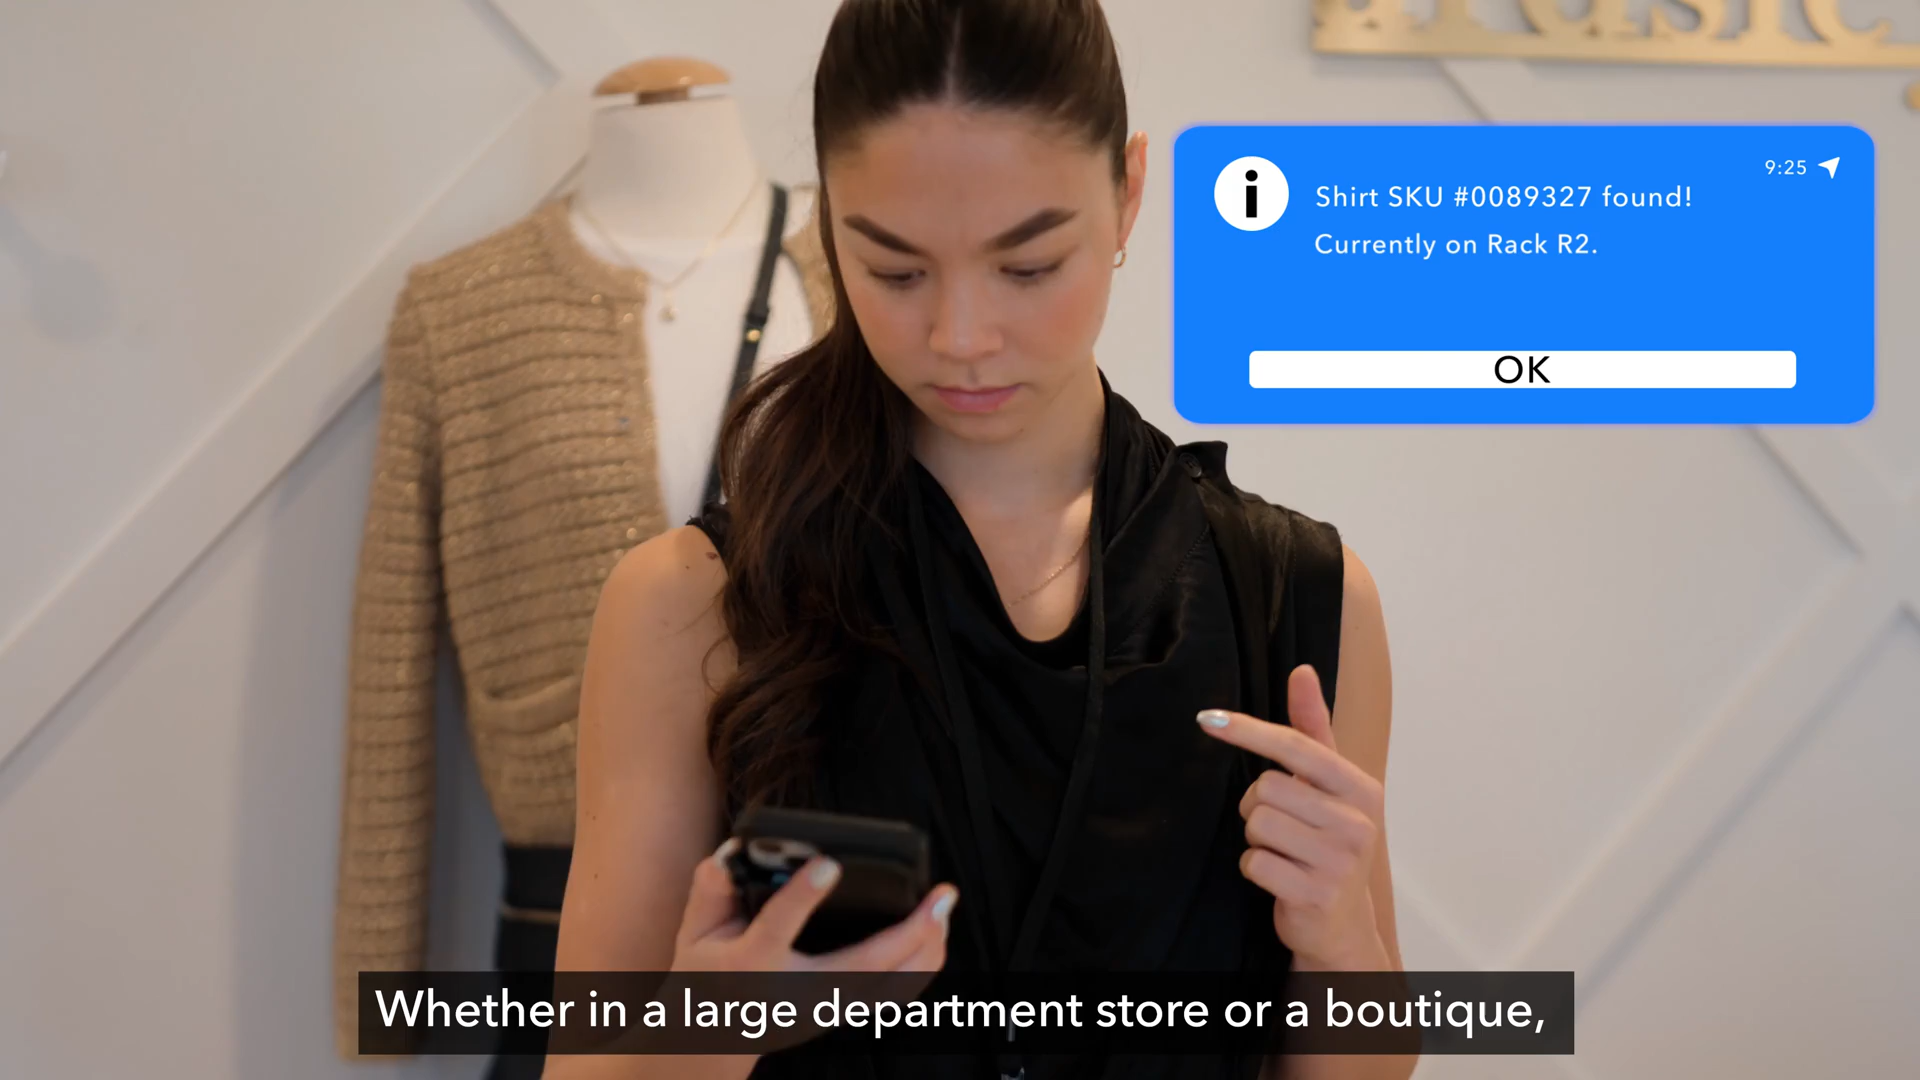 9:25
Shirt SKU #0089327 found!
Currently on Rack R2.
OK
Whether in a large department store or a boutique,